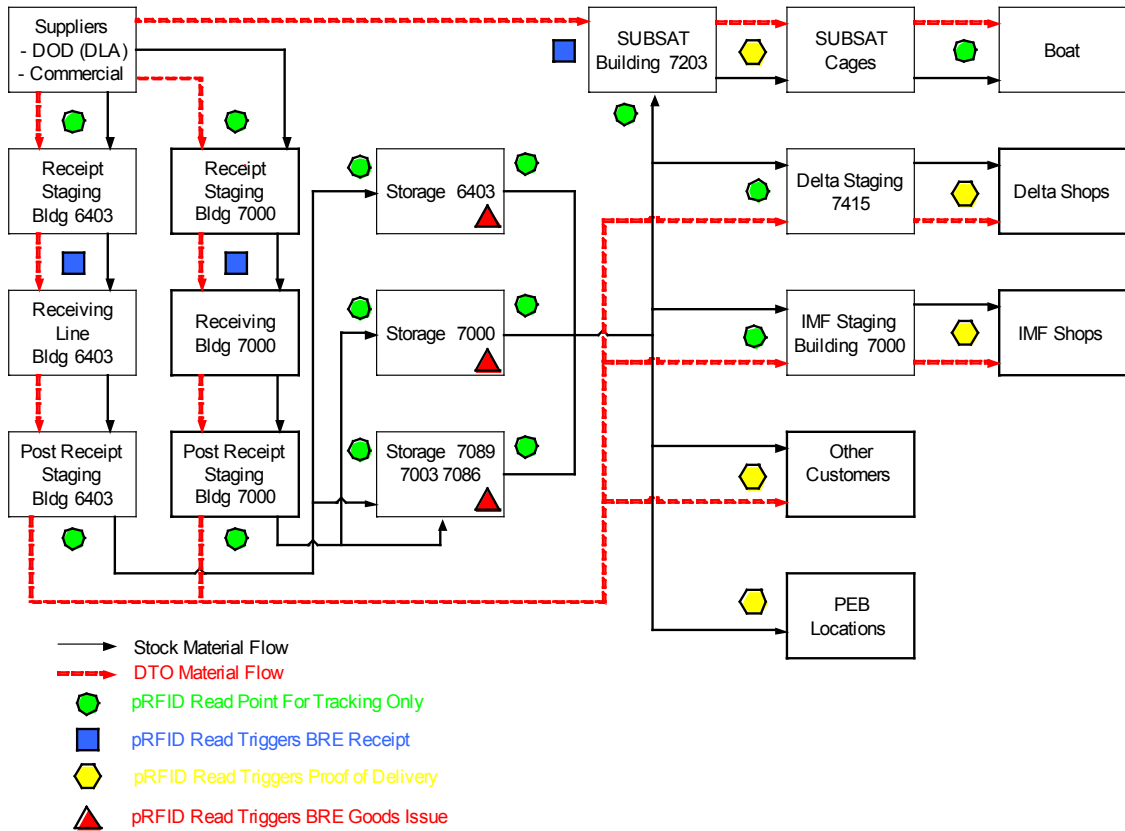 Suppliers
- DOD (DLA)
- Commercial
SUBSAT
Building 7203
SUBSAT
Cages
Boat
Receipt
Staging
Bldg 6403
Receipt
Staging
Bldg 7000
Storage 6403
Delta Staging
7415
Delta Shops
Receiving
Line
Bldg 6403
Receiving
Bldg 7000
Storage 7000
IMF Staging
Building 7000
IMF Shops
Post Receipt
Staging
Bldg 6403
Post Receipt
Staging
Bldg 7000
Storage 7089
7003 7086
Other
Customers
PEB
Locations
Stock Material Flow
DTO Material Flow
pRFID Read Point For Tracking Only
pRFID Read Triggers BRE Receipt
pRFID Read Triggers Proof of Delivery
pRFID Read Triggers BRE Goods Issue